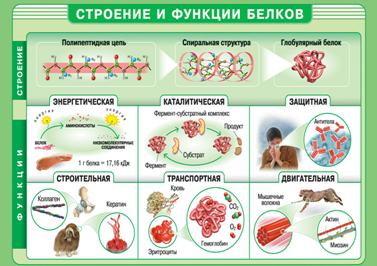 СТРОЕНИЕ И ФУНКЦИИ БЕЛКОВ
СТРОЕНИЕ
Полипептидная цепь
Спиральная структура
Глобулярный белок
ФУНКЦИИ
ЭНЕРГЕТИЧЕСКАЯ
ЭНЕРГИЯ
ЭНЕРГИЯ
АМИНОКИСЛОТЫ
БЕЛОК
НИЗКОМОЛЕКУЛЯРНЫЕ
СОЕДИНЕНИЯ
1 г белка = 17,16 кДж
КАТАЛИТИЧЕСКАЯ
Фермент-субстратный комплекс
Продукт
Субстрат
Фермент
ЗАЩИТНАЯ
Антитела
СТРОИТЕЛЬНАЯ
Коллаген
Кератин
ТРАНСПОРТНАЯ
Кровь
CO₂
O₂
Гемоглобин
Эритроциты
ДВИГАТЕЛЬНАЯ
Мышечные
волокна
Актин
Миозин